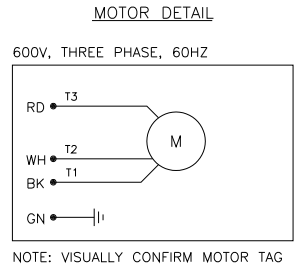 MOTOR DETAIL
600V, THREE PHASE, 60HZ
RD T3
M
WH T2
BK T1
GN
NOTE: VISUALLY CONFIRM MOTOR TAG